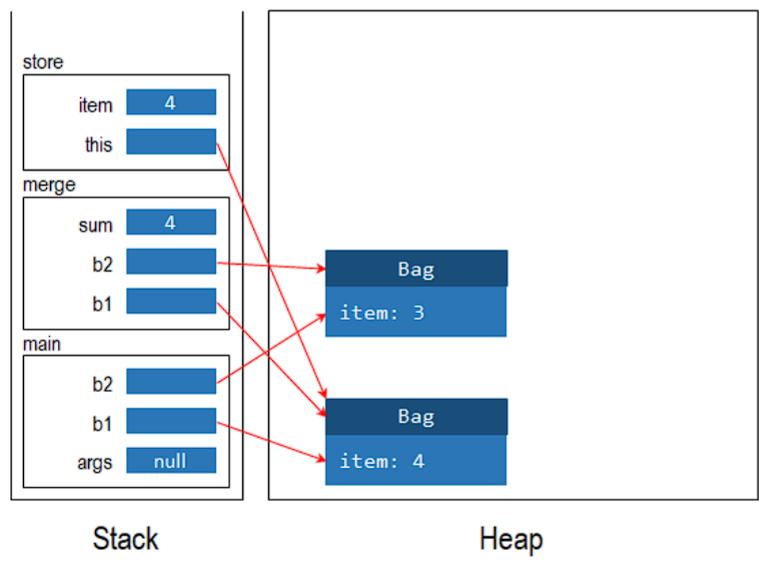 store
item 4
this
merge
sum 4
b2
b1
main
b2
b1
args null
Bag
item: 3
Bag
item: 4
Stack
Heap